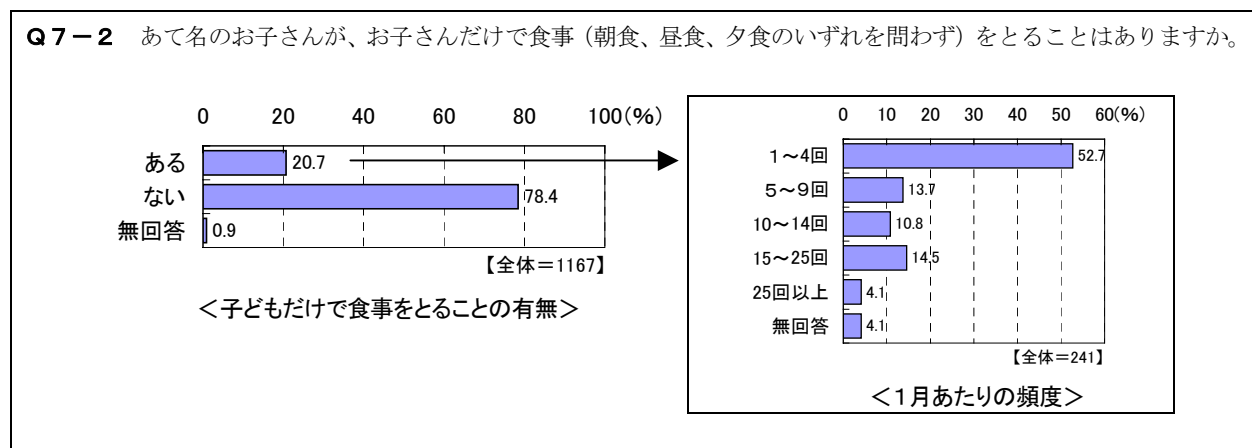 Q7-2 あて名のお子さんが、お子さんだけで食事（朝食、昼食、夕食のいずれを問わず）をとることはありますか。
0 20 40 60 80 100(%)
ある 20.7
ない 78.4
無回答 0.9
【全体=1167】
＜子どもだけで食事をとることの有無＞
0 10 20 30 40 50 60(%)
1～4回 52.7
5～9回 13.7
10～14回 10.8
15～25回 14.5
25回以上 4.1
無回答 4.1
【全体=241】
＜1月あたりの頻度＞